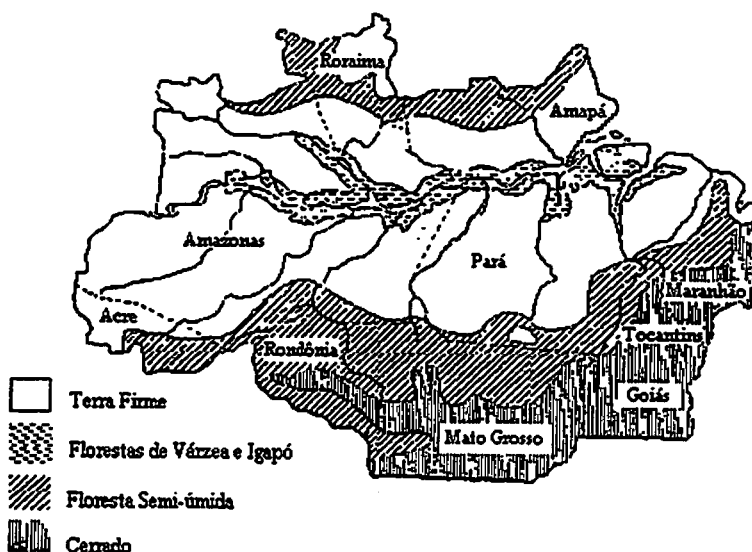 Roraima
Amapá
Amazonas
Pará
Maranhão
Acre
Tocantins
Rondônia
Goiás
Mato Grosso
Terra Firme
Florestas de Várzea e Igapó
Floresta Semi-úmida
Cerrado